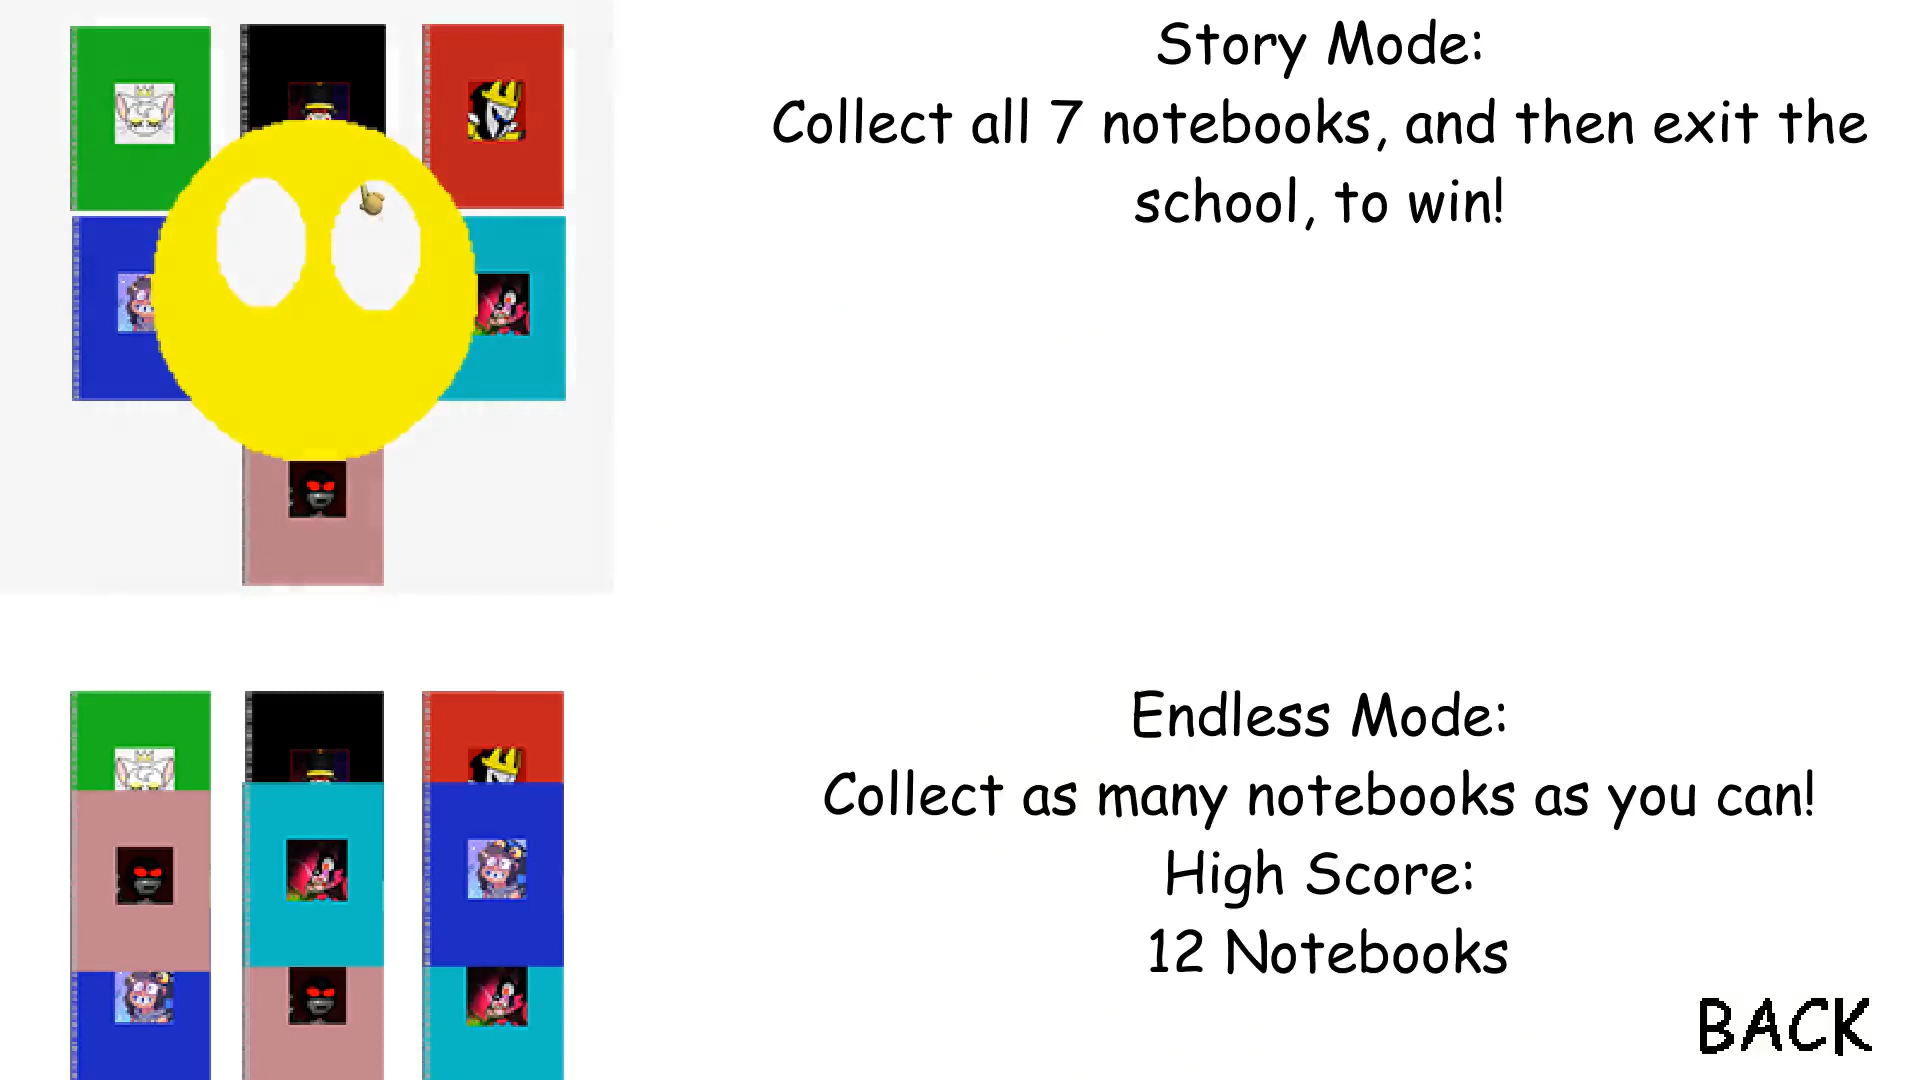 Story Mode:
Collect all 7 notebooks, and then exit the
school, to win!
Endless Mode:
Collect as many notebooks as you can!
High Score:
12 Notebooks
BACK